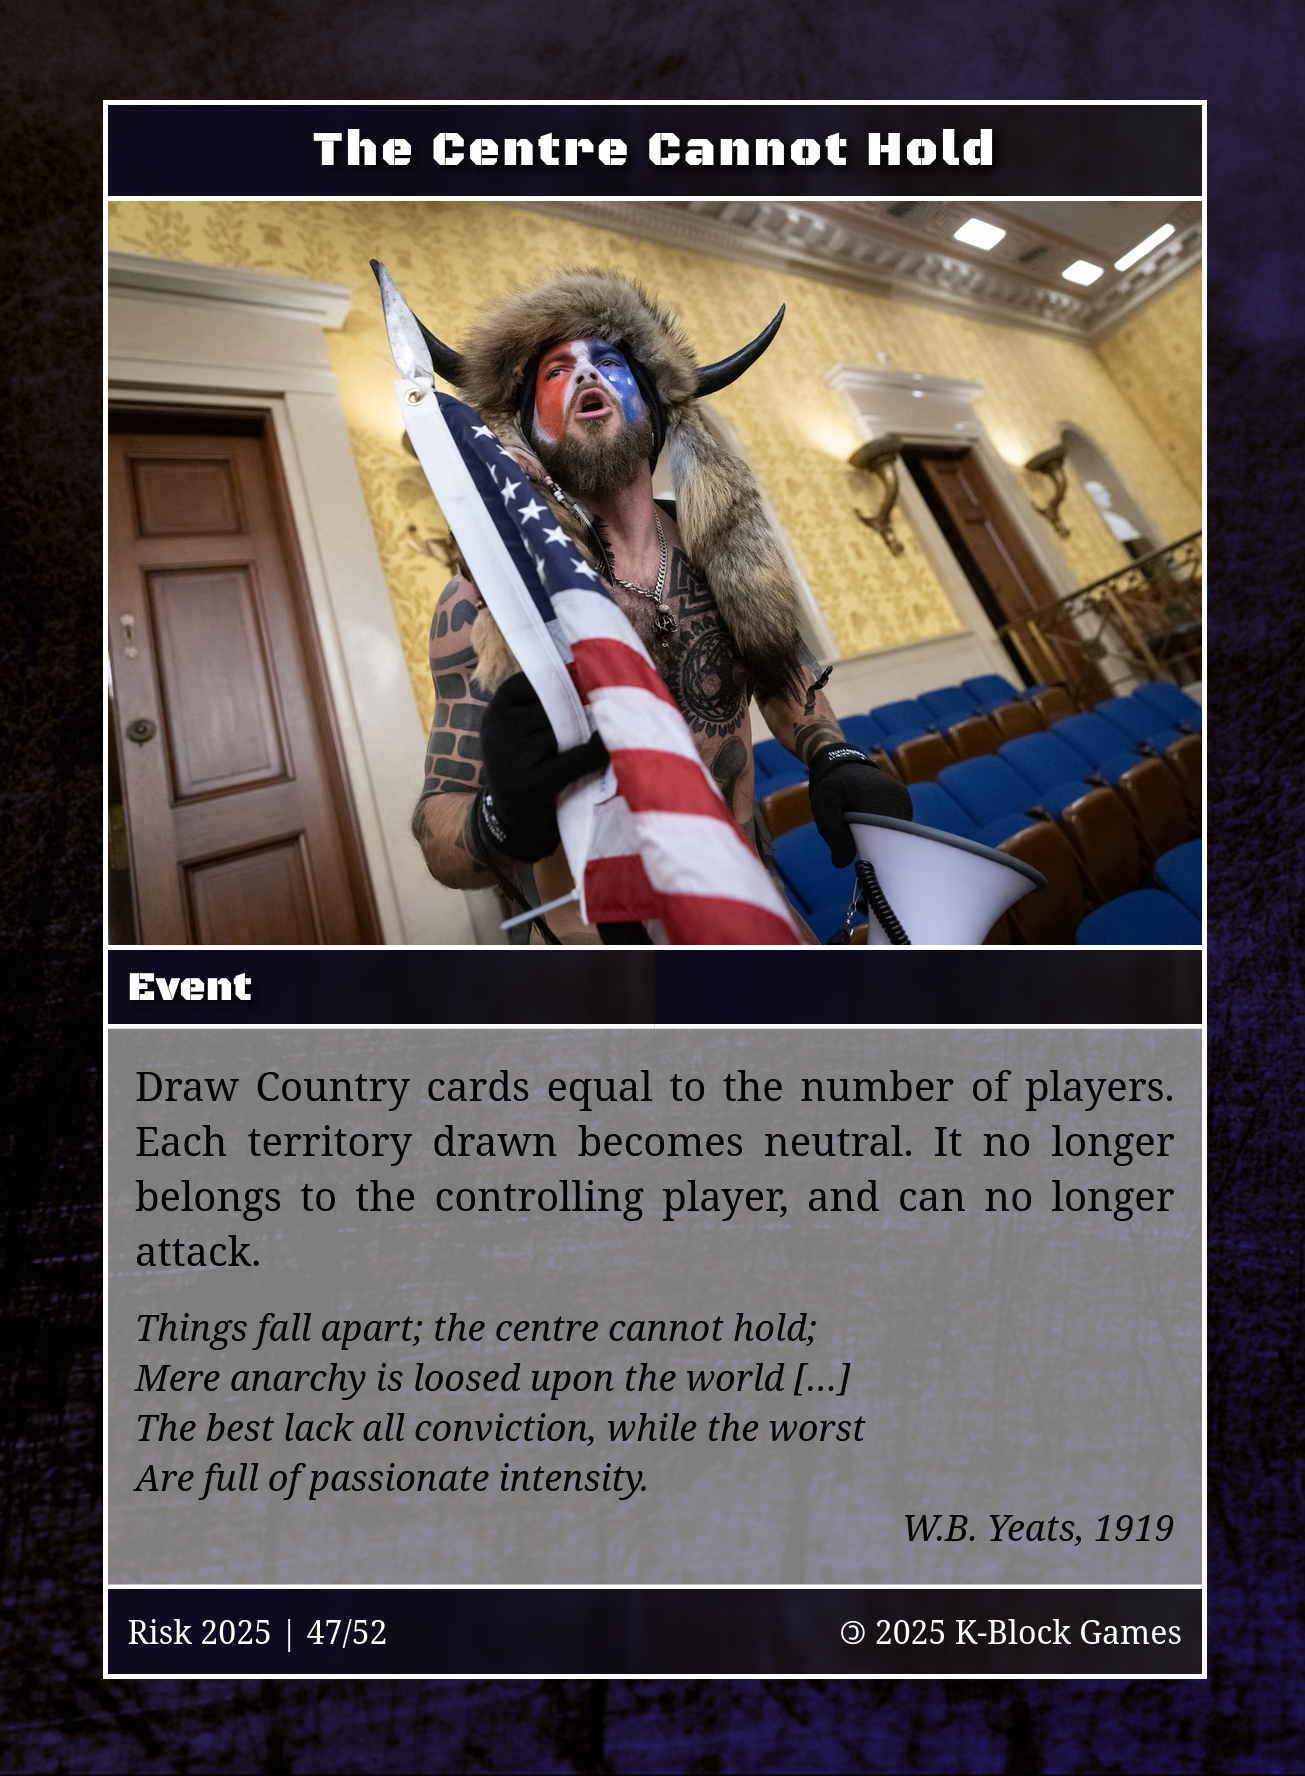 The Centre Cannot Hold
Event
Draw Country cards equal to the number of players.
Each territory drawn becomes neutral. It no longer
belongs to the controlling player, and can no longer
attack.
Things fall apart; the centre cannot hold;
Mere anarchy is loosed upon the world [...]
The best lack all conviction, while the worst
Are full of passionate intensity.
W.B. Yeats, 1919
Risk 2025 | 47/52
🄯 2025 K-Block Games